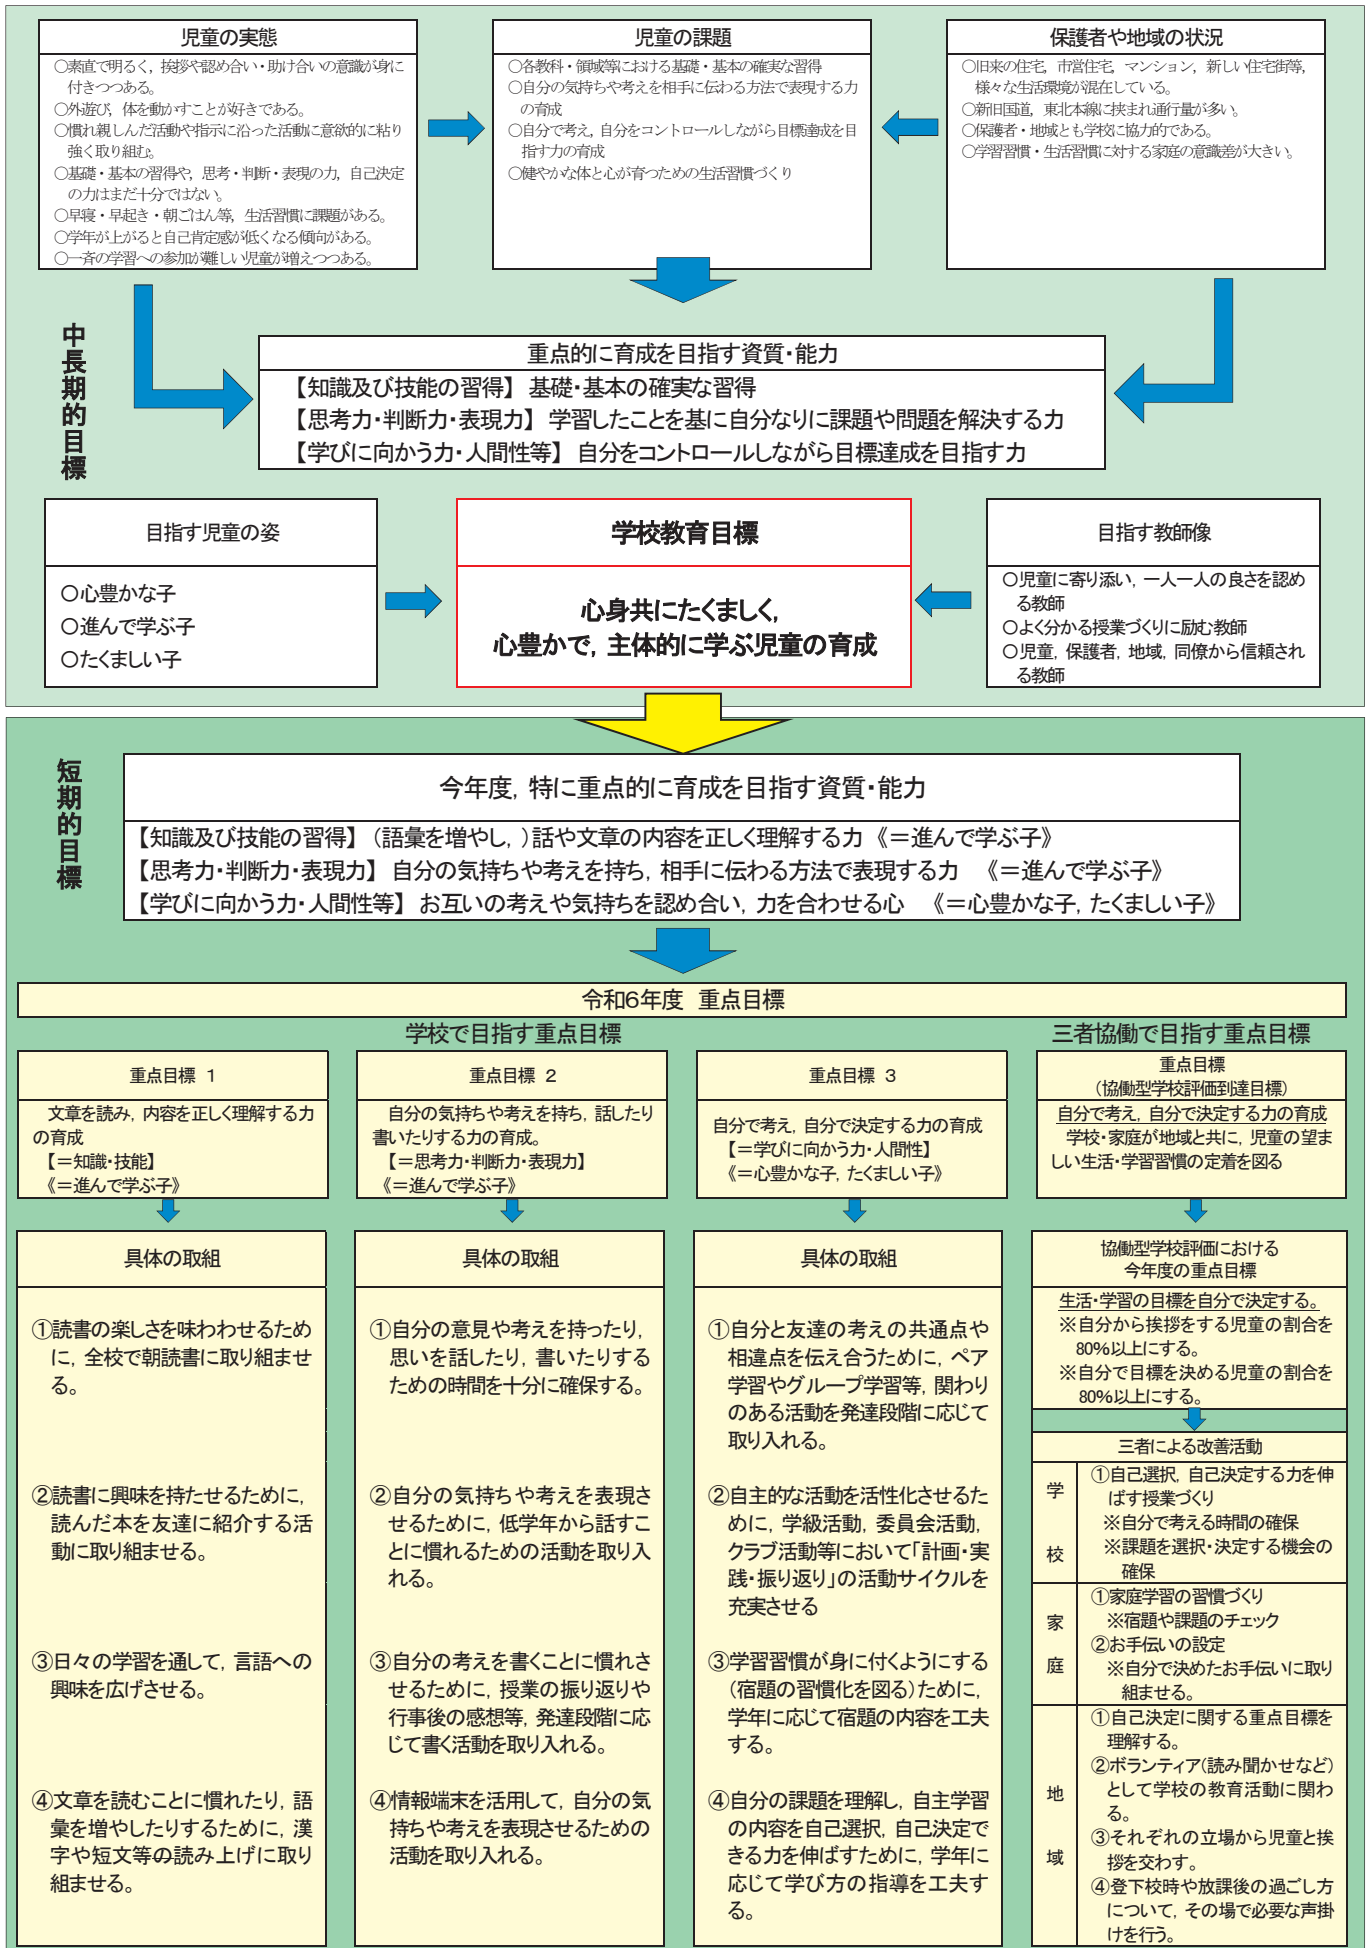 児童の実態
○素直で明るく，挨拶や認め合い・助け合いの意識が身に
付きつつある。
○外遊び，体を動かすことが好きである。
○慣れ親しんだ活動や指示に沿った活動に意欲的に粘り
強く取り組む。
○基礎・基本の習得や，思考・判断・表現の力，自己決定
の力はまだ十分ではない。
○早寝・早起き・朝ごはん等，生活習慣に課題がある。
○学年が上がると自己肯定感が低くなる傾向がある。
○一斉の学習への参加が難しい児童が増えつつある。
児童の課題
○各教科・領域等における基礎・基本の確実な習得
○自分の気持ちや考えを相手に伝わる方法で表現する力
の育成
○自分で考え，自分をコントロールしながら目標達成を目
指す力の育成
○健やかな体と心が育つための生活習慣づくり
保護者や地域の状況
○旧来の住宅，市営住宅，マンション，新しい住宅街等，
様々な生活環境が混在している。
○新旧国道，東北本線に挟まれ通行量が多い。
○保護者・地域とも学校に協力的である。
○学習習慣・生活習慣に対する家庭の意識差が大きい。
中長期的目標
重点的に育成を目指す資質・能力
【知識及び技能の習得】 基礎・基本の確実な習得
【思考力・判断力・表現力】 学習したことを基に自分なりに課題や問題を解決する力
【学びに向かう力・人間性等】 自分をコントロールしながら目標達成を目指す力
目指す児童の姿
○心豊かな子
○進んで学ぶ子
○たくましい子
学校教育目標
心身共にたくましく，
心豊かで，主体的に学ぶ児童の育成
目指す教師像
○児童に寄り添い，一人一人の良さを認め
る教師
○よく分かる授業づくりに励む教師
○児童，保護者，地域，同僚から信頼され
る教師
短期的目標
今年度，特に重点的に育成を目指す資質・能力
【知識及び技能の習得】 （語彙を増やし，）話や文章の内容を正しく理解する力 《＝進んで学ぶ子》
【思考力・判断力・表現力】 自分の気持ちや考えを持ち，相手に伝わる方法で表現する力 《＝進んで学ぶ子》
【学びに向かう力・人間性等】 お互いの考えや気持ちを認め合い，力を合わせる心 《＝心豊かな子，たくましい子》
令和6年度 重点目標
学校で目指す重点目標
三者協働で目指す重点目標
重点目標 1
文章を読み，内容を正しく理解する力
の育成
【＝知識・技能】
《＝進んで学ぶ子》
重点目標 2
自分の気持ちや考えを持ち，話したり
書いたりする力の育成。
【＝思考力・判断力・表現力】
《＝進んで学ぶ子》
重点目標 3
自分で考え，自分で決定する力の育成
【＝学びに向かう力・人間性】
《＝心豊かな子，たくましい子》
重点目標
（協働型学校評価到達目標）
自分で考え，自分で決定する力の育成
学校・家庭が地域と共に，児童の望ま
しい生活・学習習慣の定着を図る
具体の取組
①読書の楽しさを味わわせるため
に，全校で朝読書に取り組ませ
る。
②読書に興味を持たせるために，
読んだ本を友達に紹介する活
動に取り組ませる。
③日々の学習を通して，言語への
興味を広げさせる。
④文章を読むことに慣れたり，語
彙を増やしたりするために，漢
字や短文等の読み上げに取り
組ませる。
具体の取組
①自分の意見や考えを持ったり，
思いを話したり，書いたりする
ための時間を十分に確保する。
②自分の気持ちや考えを表現さ
せるために，低学年から話すこ
とに慣れるための活動を取り入
れる。
③自分の考えを書くことに慣れさ
せるために，授業の振り返りや
行事後の感想等，発達段階に応
じて書く活動を取り入れる。
④情報端末を活用して，自分の気
持ちや考えを表現させるための
活動を取り入れる。
具体の取組
①自分と友達の考えの共通点や
相違点を伝え合うために，ペア
学習やグループ学習等，関わり
のある活動を発達段階に応じて
取り入れる。
②自主的な活動を活性化させるた
めに，学級活動，委員会活動，
クラブ活動等において「計画・実
践・振り返り」の活動サイクルを
充実させる
③学習習慣が身に付くようにする
（宿題の習慣化を図る）ために，
学年に応じて宿題の内容を工夫
する。
④自分の課題を理解し，自主学習
の内容を自己選択，自己決定で
きる力を伸ばすために，学年に
応じて学び方の指導を工夫す
る。
協働型学校評価における
今年度の重点目標
生活・学習の目標を自分で決定する。
※自分から挨拶をする児童の割合を
80%以上にする。
※自分で目標を決める児童の割合を
80%以上にする。
三者による改善活動
学校
①自己選択，自己決定する力を伸
ばす授業づくり
※自分で考える時間の確保
※課題を選択・決定する機会の
確保
家庭
①家庭学習の習慣づくり
※宿題や課題のチェック
②お手伝いの設定
※自分で決めたお手伝いに取り
組ませる。
地域
①自己決定に関する重点目標を
理解する。
②ボランティア（読み聞かせなど）
として学校の教育活動に関わ
る。
③それぞれの立場から児童と挨
拶を交わす。
④登下校時や放課後の過ごし方
について，その場で必要な声掛
けを行う。